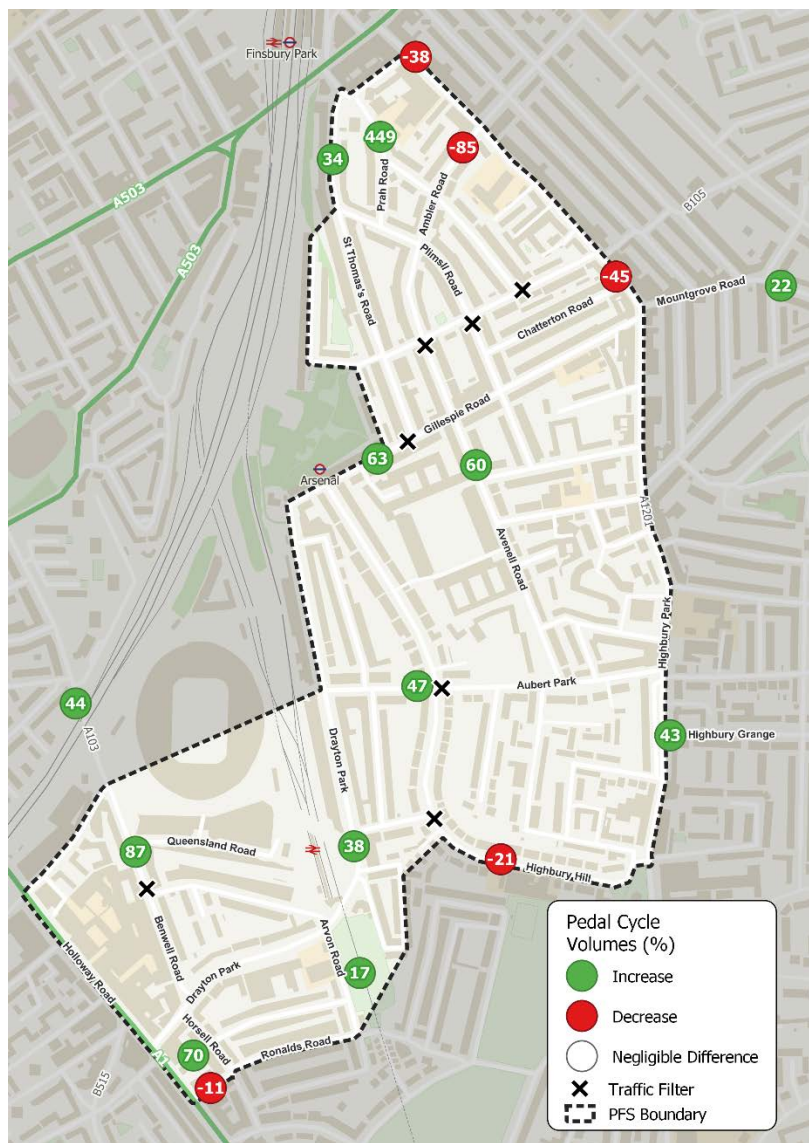 -38
Finsbury Park
449
-85
34
A503
Prah Road
Ambler Road
B105
A503
St Thomas's Road
Plimsll Road
-45
Mountgrove Road
22
Chatterton Road
Gillespie Road
63
60
Arsenal
A1201
Avenell Road
Highbury Park
47
Aubert Park
44
A103
Drayton Park
43
Highbury Grange
Queensland Road
87
38
-21
Highbury Hill
Benwell Road
Arvon Road
Holloway Road
Drayton Park
17
Horsell Road
70
Ronalds Road
A1
-11
B515
Pedal Cycle
Volumes (%)
Increase
Decrease
Negligible Difference
Traffic Filter
PFS Boundary